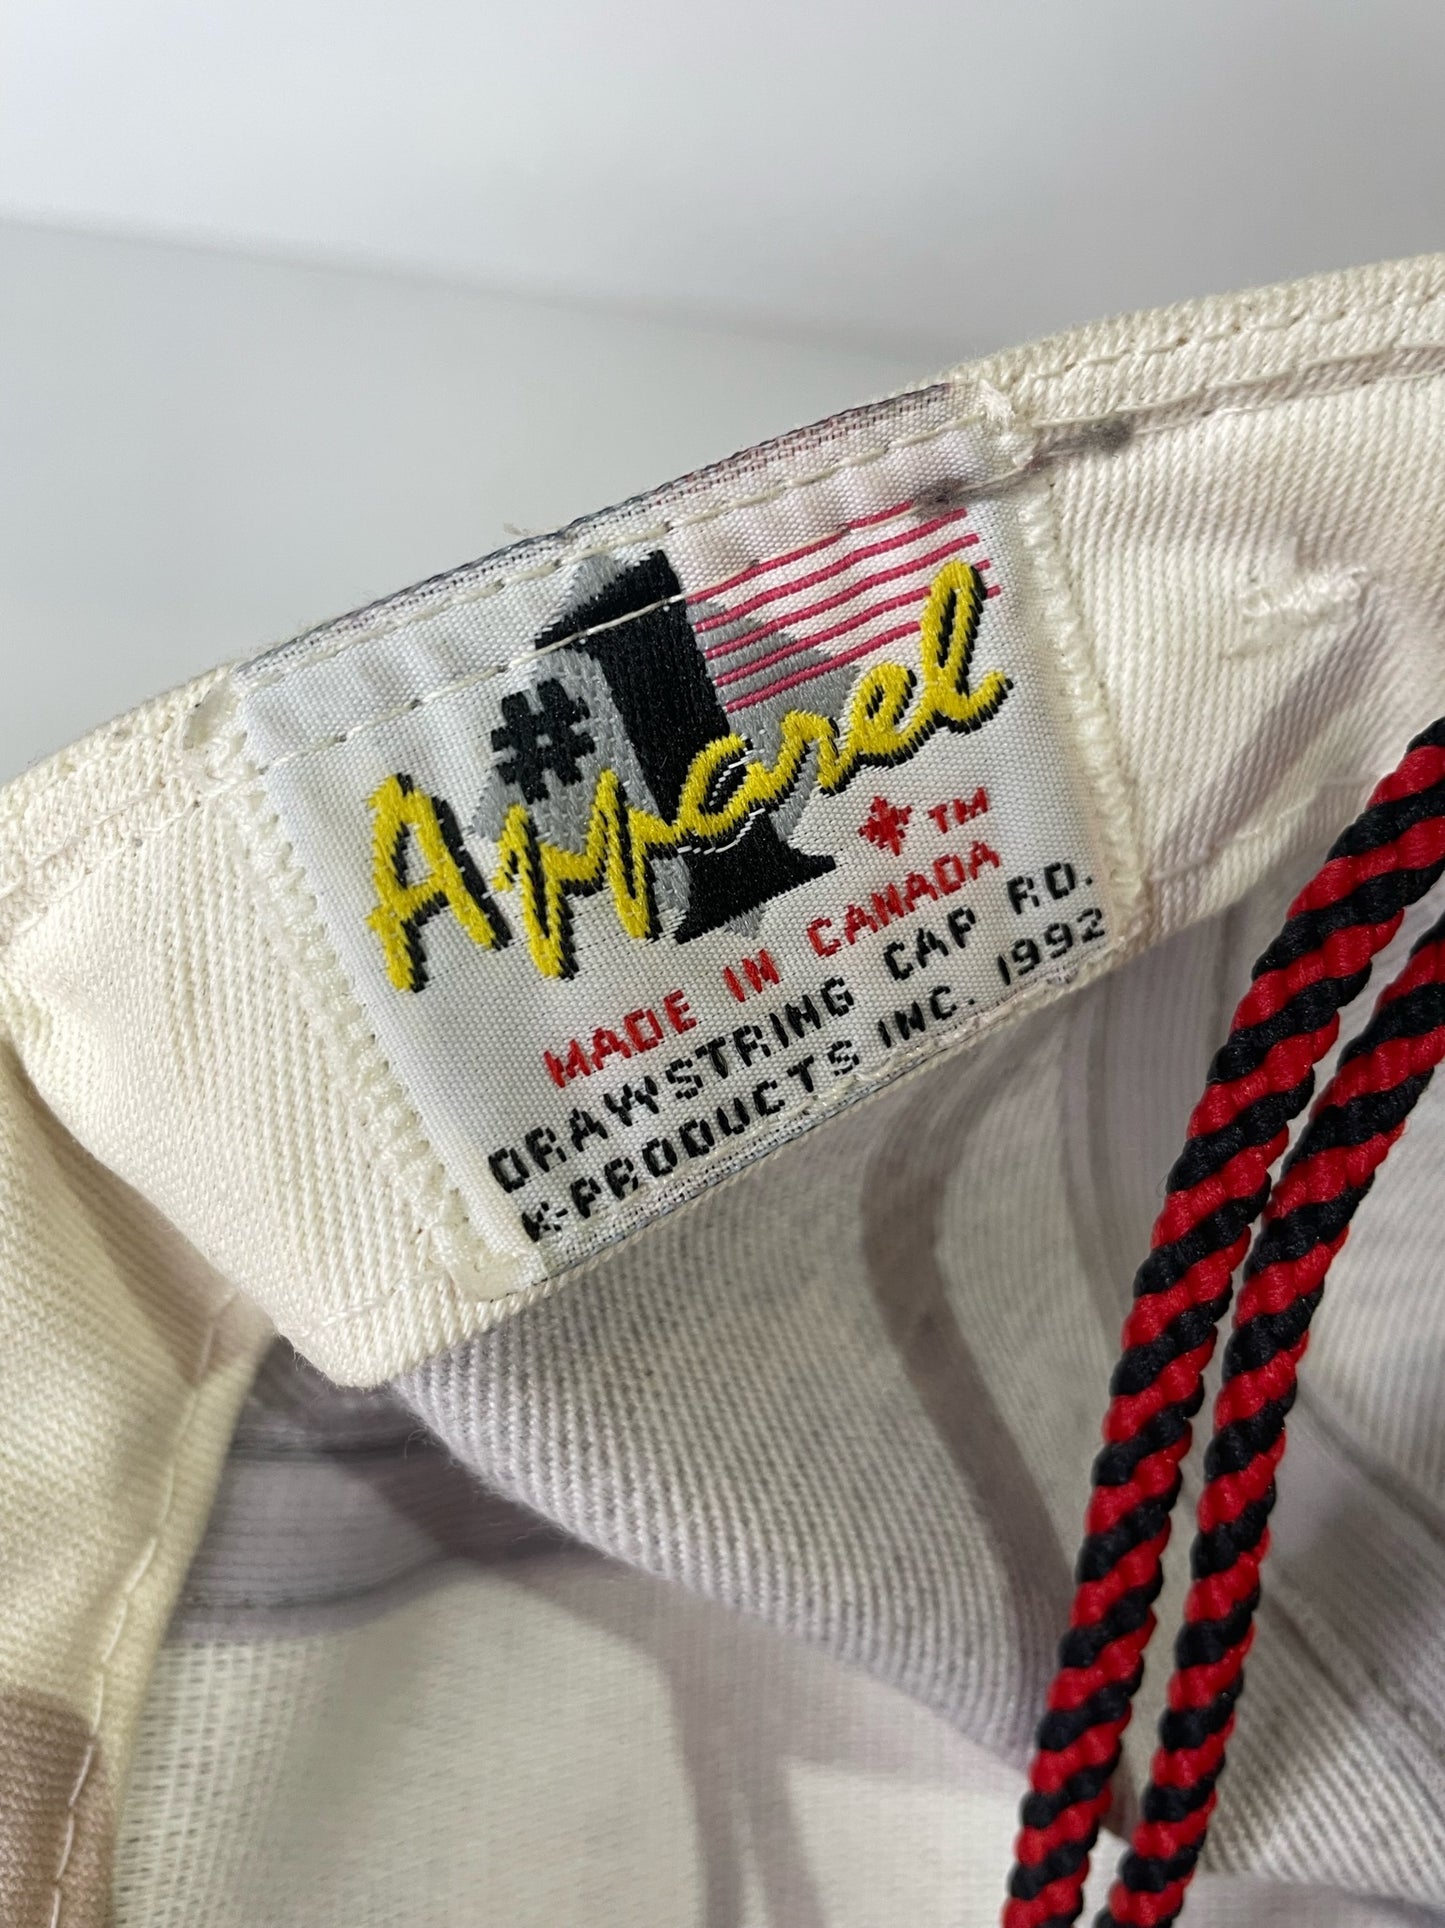 #1
Apparel
TM
MADE IN CANADA
DRAWSTRING CAP RD.
K-PRODUCTS INC. 1992